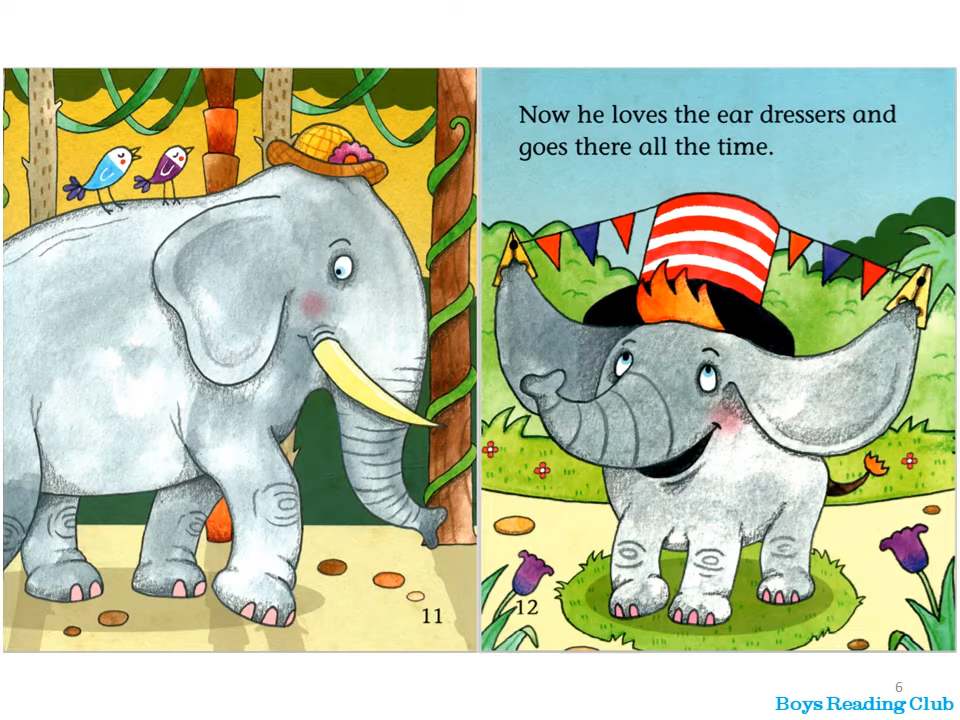 Now he loves the ear dressers and
goes there all the time.
11
12
6
Boys Reading Club